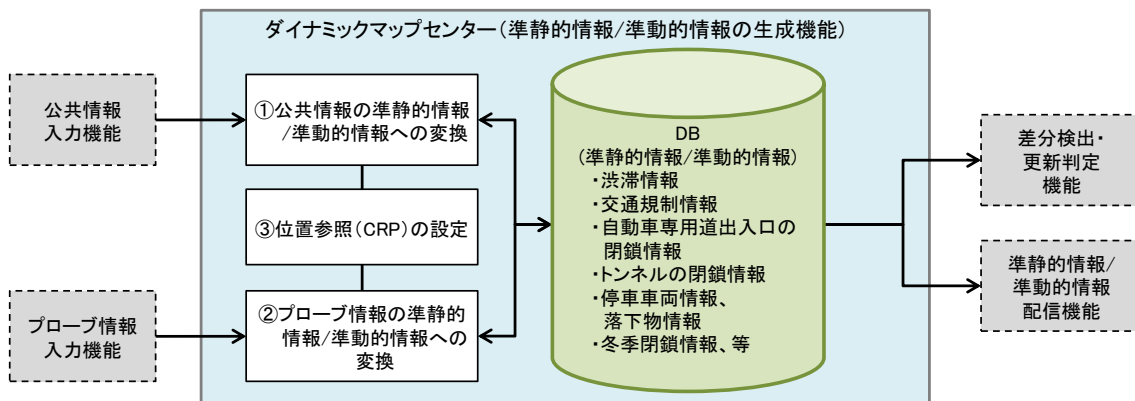 ダイナミックマップセンター(準静的情報/準動的情報の生成機能)
公共情報
入力機能
①公共情報の準静的情報
/準動的情報への変換
③位置参照(CRP)の設定
プローブ情報
入力機能
②プローブ情報の準静的
情報/準動的情報への
変換
DB
(準静的情報/準動的情報)
・渋滞情報
・交通規制情報
・自動車専用道出入口の
閉鎖情報
・トンネルの閉鎖情報
・停車車両情報、
落下物情報
・冬季閉鎖情報、等
差分検出・
更新判定
機能
準静的情報/
準動的情報
配信機能